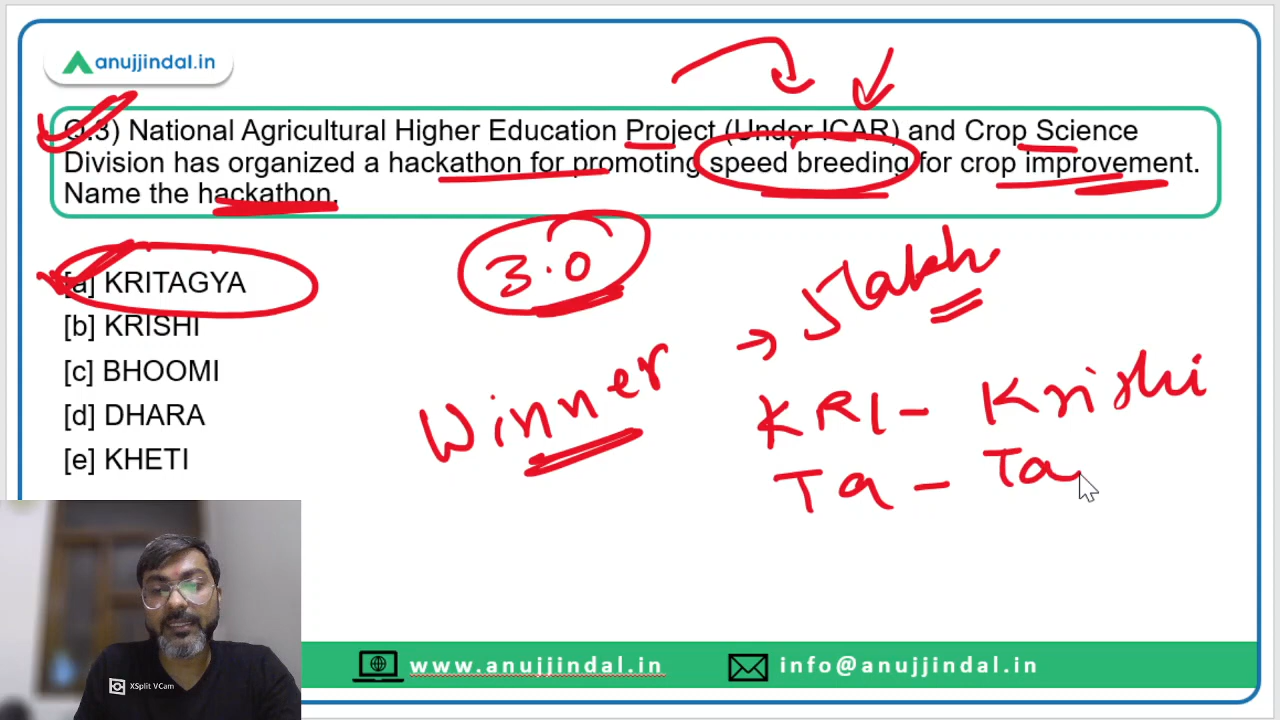 anujjindal.in
Q.3) National Agricultural Higher Education Project (Under ICAR) and Crop Science
Division has organized a hackathon for promoting speed breeding for crop improvement.
Name the hackathon.
3.0
[a] KRITAGYA
5 lakh
[b] KRISHI
Winner
[c] BHOOMI
KRI - Krishi
[d] DHARA
[e] KHETI
Ta - Ta
XSplit VCam
www.anujjindal.in
info@anujjindal.in